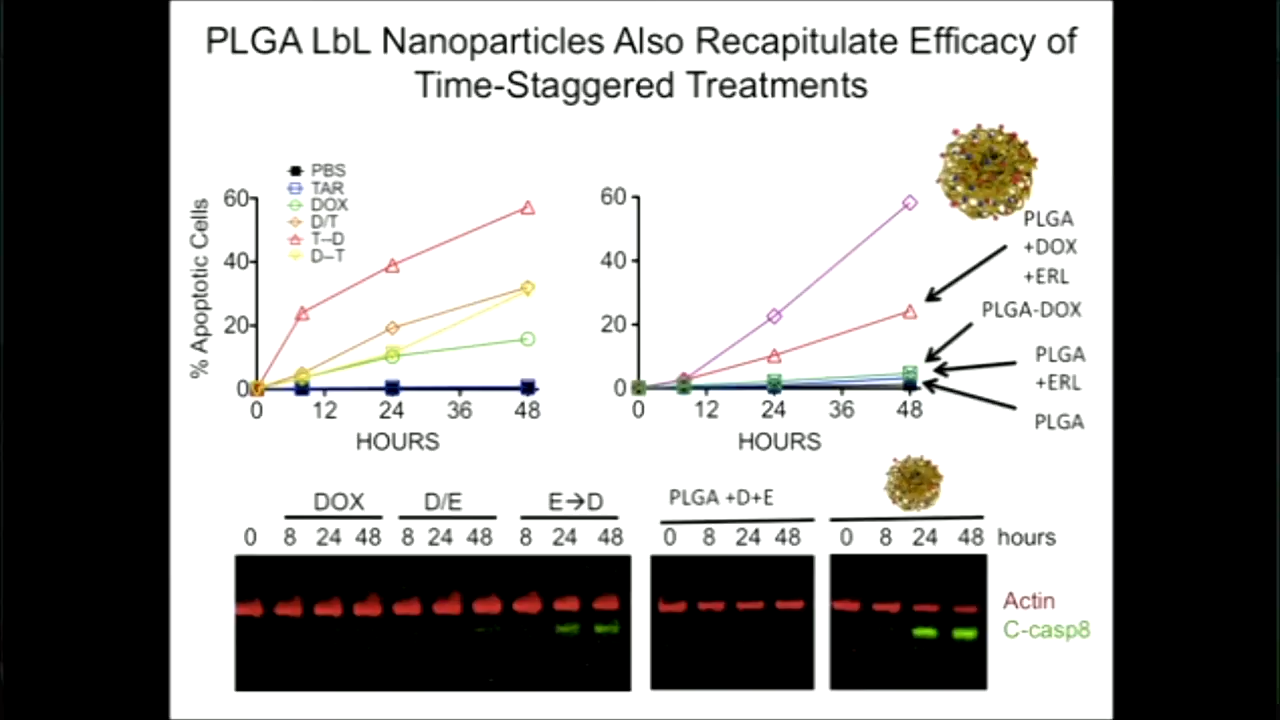 PLGA LbL Nanoparticles Also Recapitulate Efficacy of
Time-Staggered Treatments
PBS
TAR
DOX
D/T
T--D
D--T
% Apoptotic Cells
60
40
20
0
0 12 24 36 48
HOURS
60
40
20
0
0 12 24 36 48
HOURS
PLGA
+DOX
+ERL
PLGA-DOX
PLGA
+ERL
PLGA
DOX D/E E→D
0 8 24 48 8 24 48 8 24 48
PLGA +D+E
0 8 24 48
0 8 24 48 hours
Actin
C-casp8